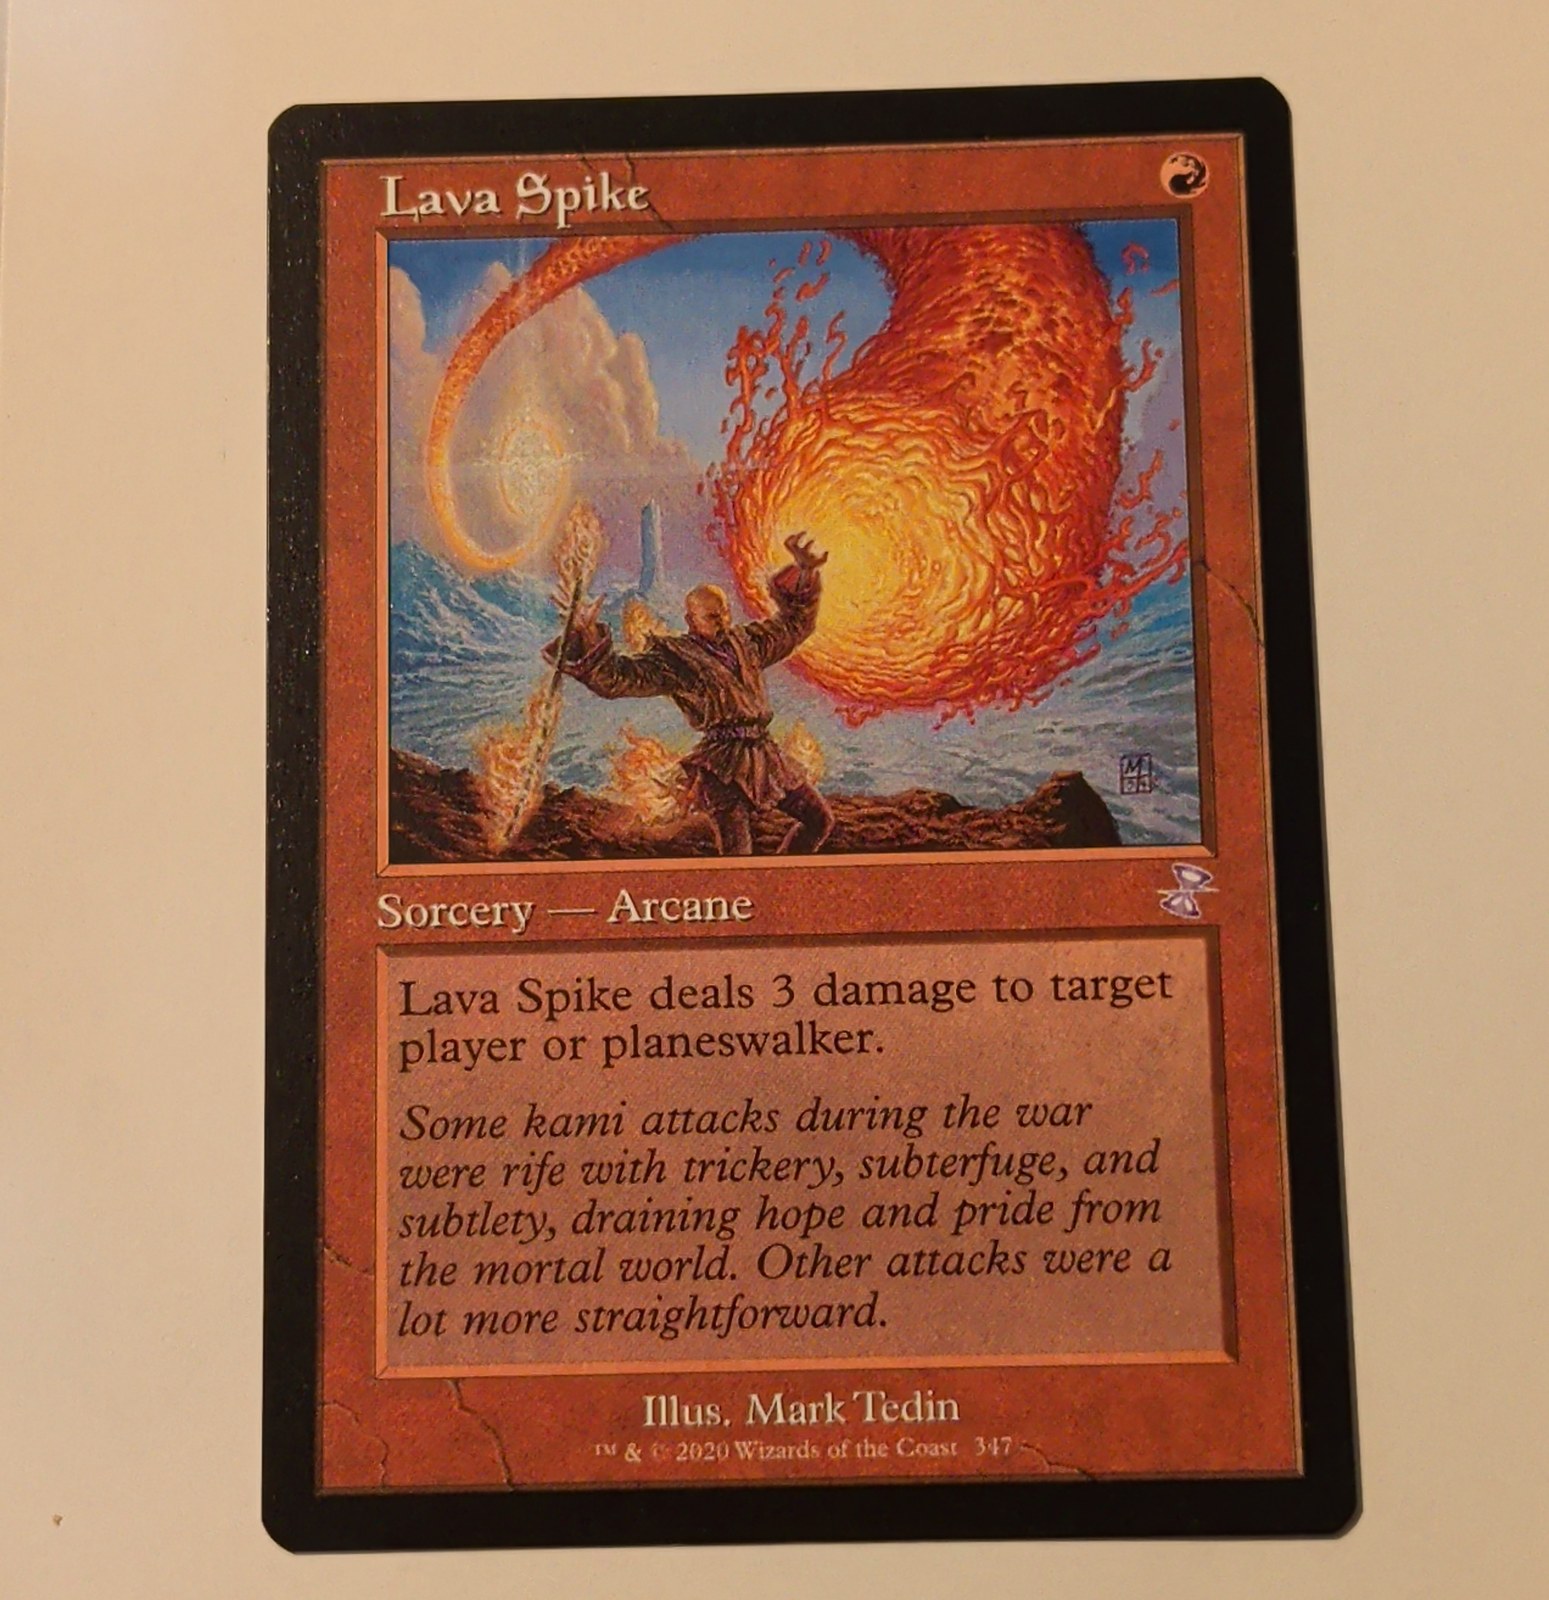 Lava Spike
Sorcery — Arcane
Lava Spike deals 3 damage to target
player or planeswalker.
Some kami attacks during the war
were rife with trickery, subterfuge, and
subtlety, draining hope and pride from
the mortal world. Other attacks were a
lot more straightforward.
Illus. Mark Tedin
™ & © 2020 Wizards of the Coast 347